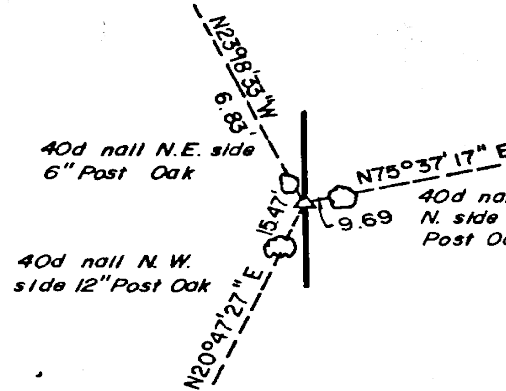 N23°18'33"W
6.83'
40d nail N.E. side
6" Post Oak
N75°37'17" E
40d na
N. side
Post Oa
9.69
15.47'
40d nail N.W.
side 12" Post Oak
N20°47'27" E